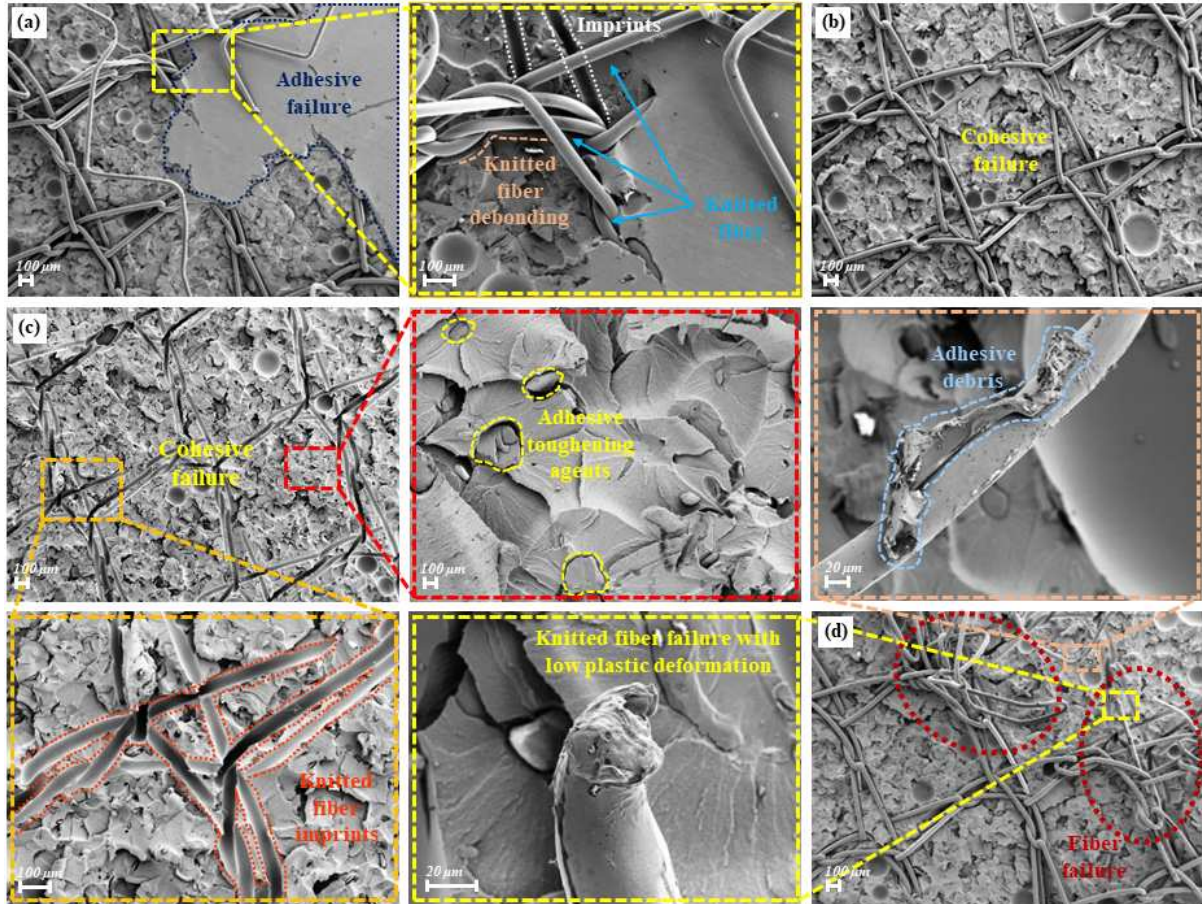 (a)
Adhesive
failure
100 µm
Imprints
Knitted
fiber
debonding
Knitted
fiber
100 µm
(b)
Cohesive
failure
100 µm
(c)
Cohesive
failure
100 µm
Adhesive
toughening
agents
100 µm
Adhesive
debris
20 µm
Knitted
fiber
imprints
100 µm
Knitted fiber failure with
low plastic deformation
20 µm
(d)
Fiber
failure
100 µm